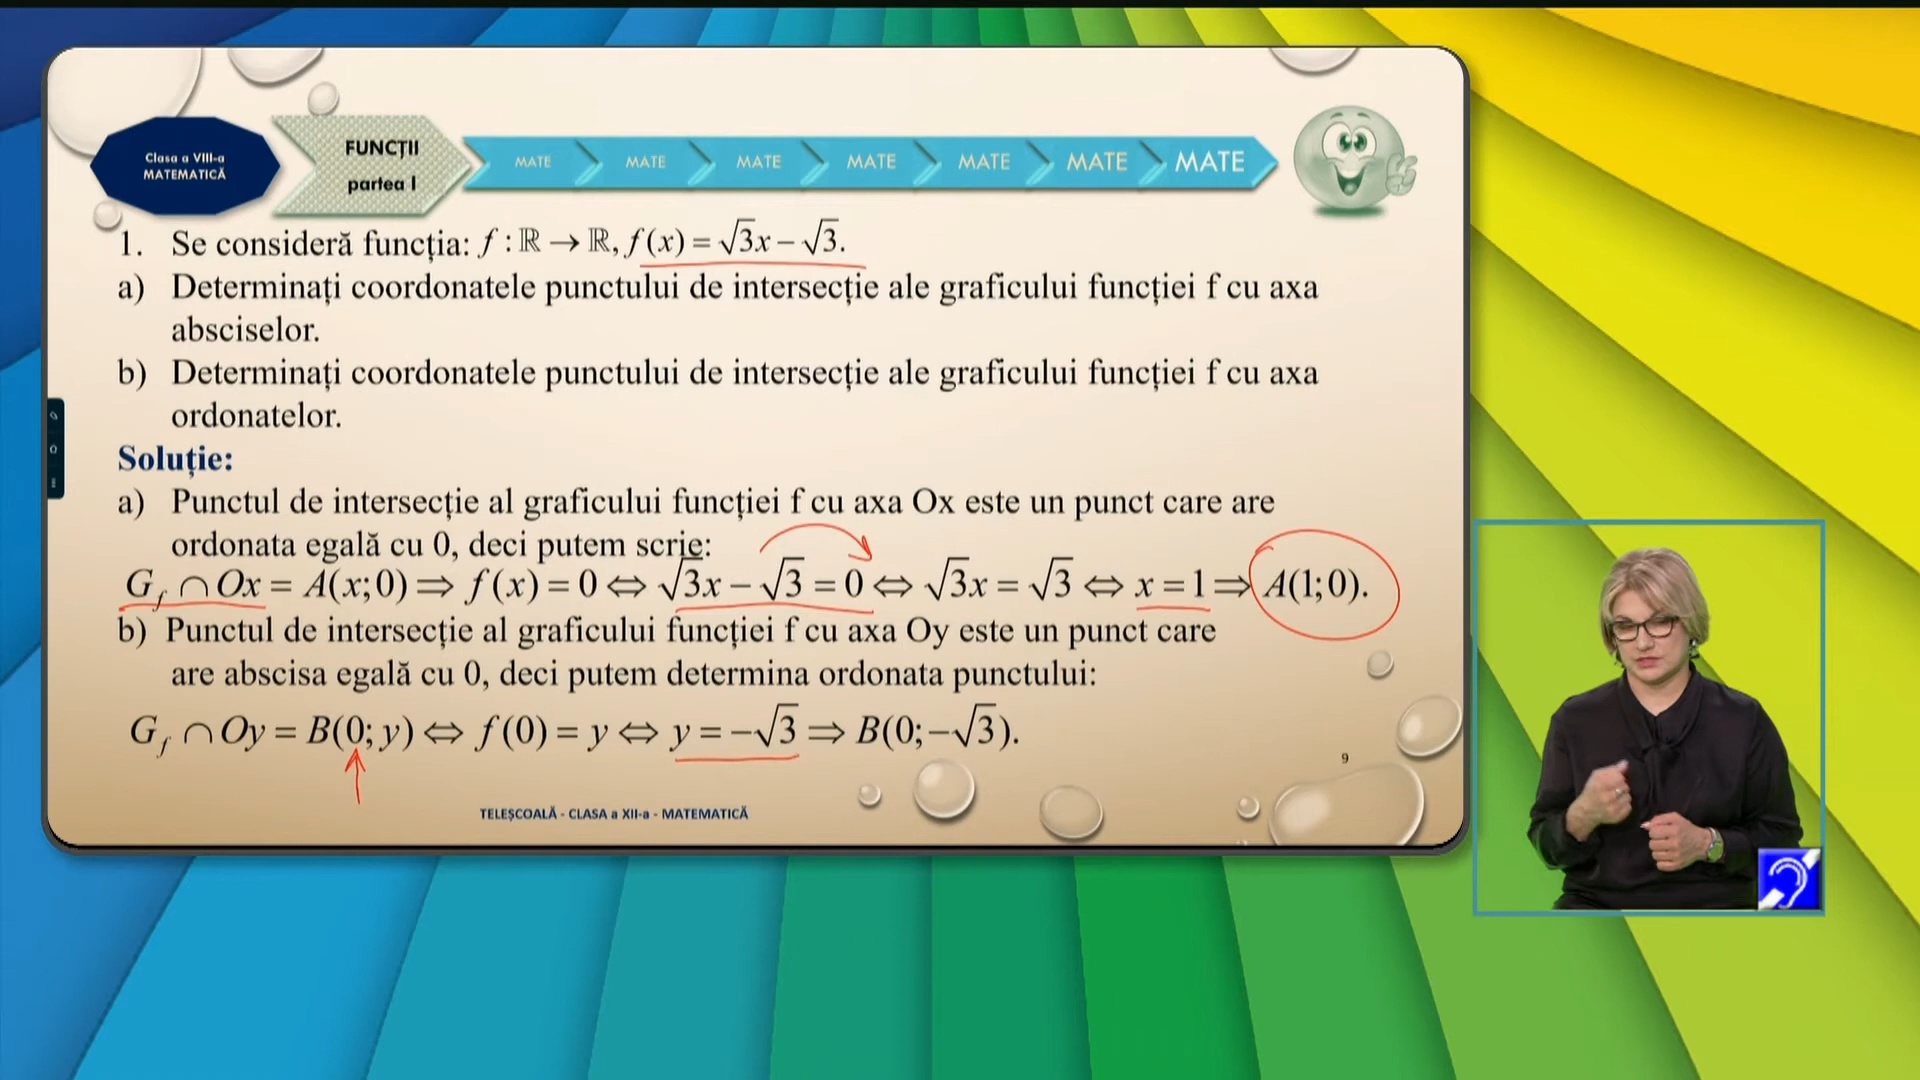 Clasa a VIII-a
MATEMATICĂ
FUNCȚII
partea I
MATE MATE MATE MATE MATE MATE MATE
1. Se consideră funcția: f : ℝ → ℝ, f(x) = √3x − √3.
a) Determinați coordonatele punctului de intersecție ale graficului funcției f cu axa
absciselor.
b) Determinați coordonatele punctului de intersecție ale graficului funcției f cu axa
ordonatelor.
Soluție:
a) Punctul de intersecție al graficului funcției f cu axa Ox este un punct care are
ordonata egală cu 0, deci putem scrie:
G_f ∩ Ox = A(x;0) ⇒ f(x) = 0 ⇔ √3x − √3 = 0 ⇔ √3x = √3 ⇔ x = 1 ⇒ A(1;0).
b) Punctul de intersecție al graficului funcției f cu axa Oy este un punct care
are abscisa egală cu 0, deci putem determina ordonata punctului:
G_f ∩ Oy = B(0; y) ⇔ f(0) = y ⇔ y = −√3 ⇒ B(0;−√3).
9
TELEȘCOALĂ - CLASA a XII-a - MATEMATICĂ